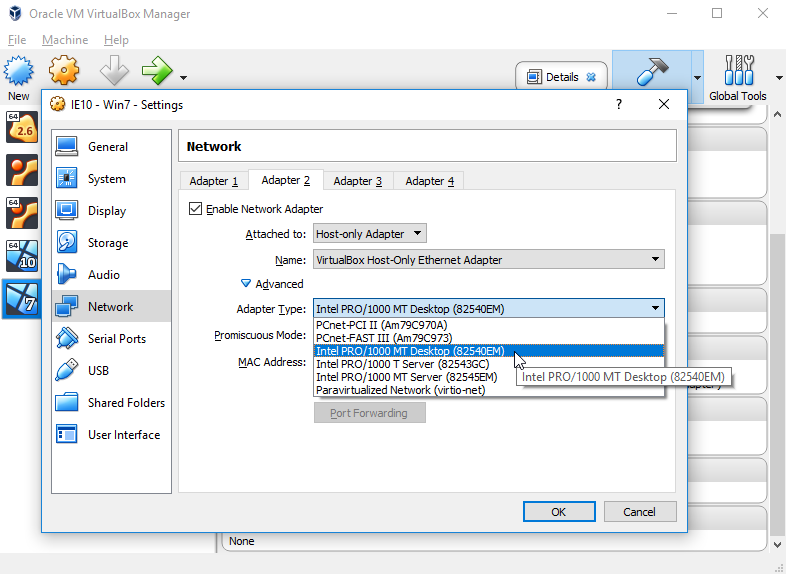 Oracle VM VirtualBox Manager
File Machine Help
New
Details
Global Tools
IE10 - Win7 - Settings
?
General
System
Display
Storage
Audio
Network
Serial Ports
USB
Shared Folders
User Interface
Network
Adapter 1 Adapter 2 Adapter 3 Adapter 4
Enable Network Adapter
Attached to: Host-only Adapter
Name: VirtualBox Host-Only Ethernet Adapter
Advanced
Adapter Type: Intel PRO/1000 MT Desktop (82540EM)
Promiscuous Mode:
MAC Address:
PCnet-PCI II (Am79C970A)
PCnet-FAST III (Am79C973)
Intel PRO/1000 MT Desktop (82540EM)
Intel PRO/1000 T Server (82543GC)
Intel PRO/1000 MT Server (82545EM)
Paravirtualized Network (virtio-net)
Intel PRO/1000 MT Desktop (82540EM)
Port Forwarding
OK Cancel
None
64
2.6
64
64
10
64
7